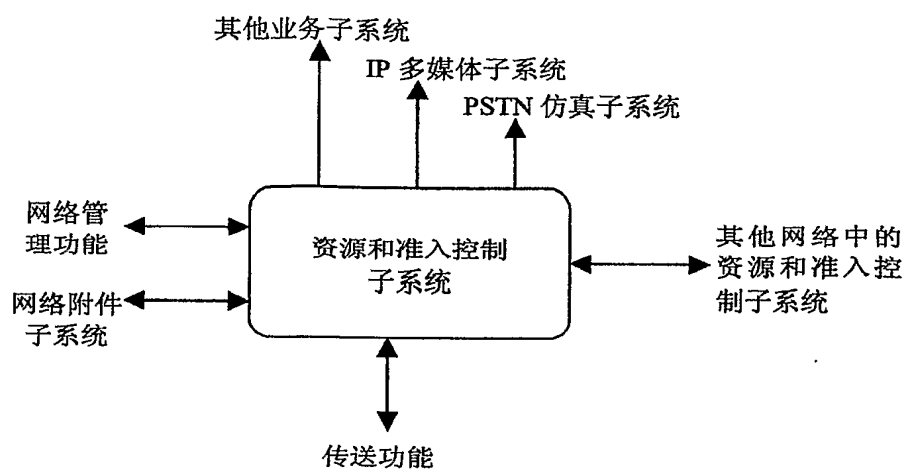 其他业务子系统
IP 多媒体子系统
PSTN 仿真子系统
网络管
理功能
资源和准入控制
子系统
其他网络中的
资源和准入控
制子系统
网络附件
子系统
传送功能